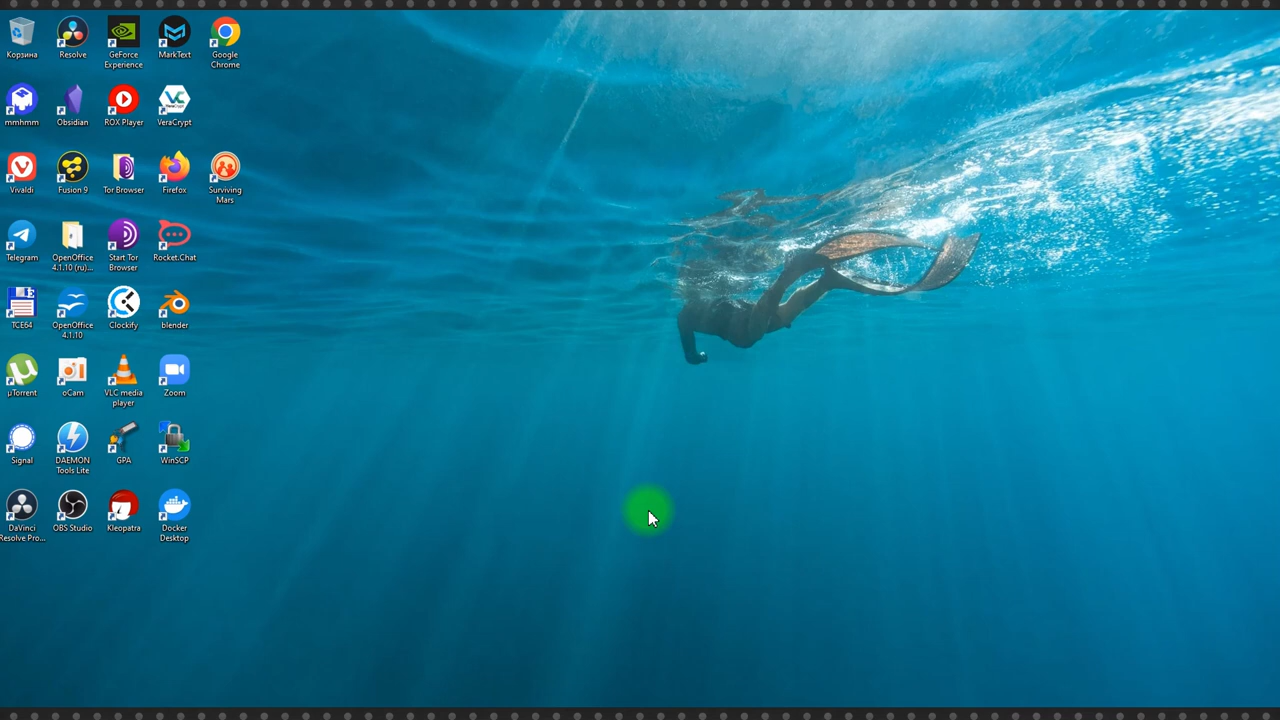 Корзина
Resolve
GeForce
Experience
MarkText
Google
Chrome
mmhmm
Obsidian
ROX Player
VeraCrypt
Vivaldi
Fusion 9
Tor Browser
Firefox
Surviving
Mars
Telegram
OpenOffice
4.1.10 (ru)...
Start Tor
Browser
Rocket.Chat
TCE64
OpenOffice
4.1.10
Clockify
blender
µTorrent
oCam
VLC media
player
Zoom
Signal
DAEMON
Tools Lite
GPA
WinSCP
DaVinci
Resolve Pro...
OBS Studio
Kleopatra
Docker
Desktop